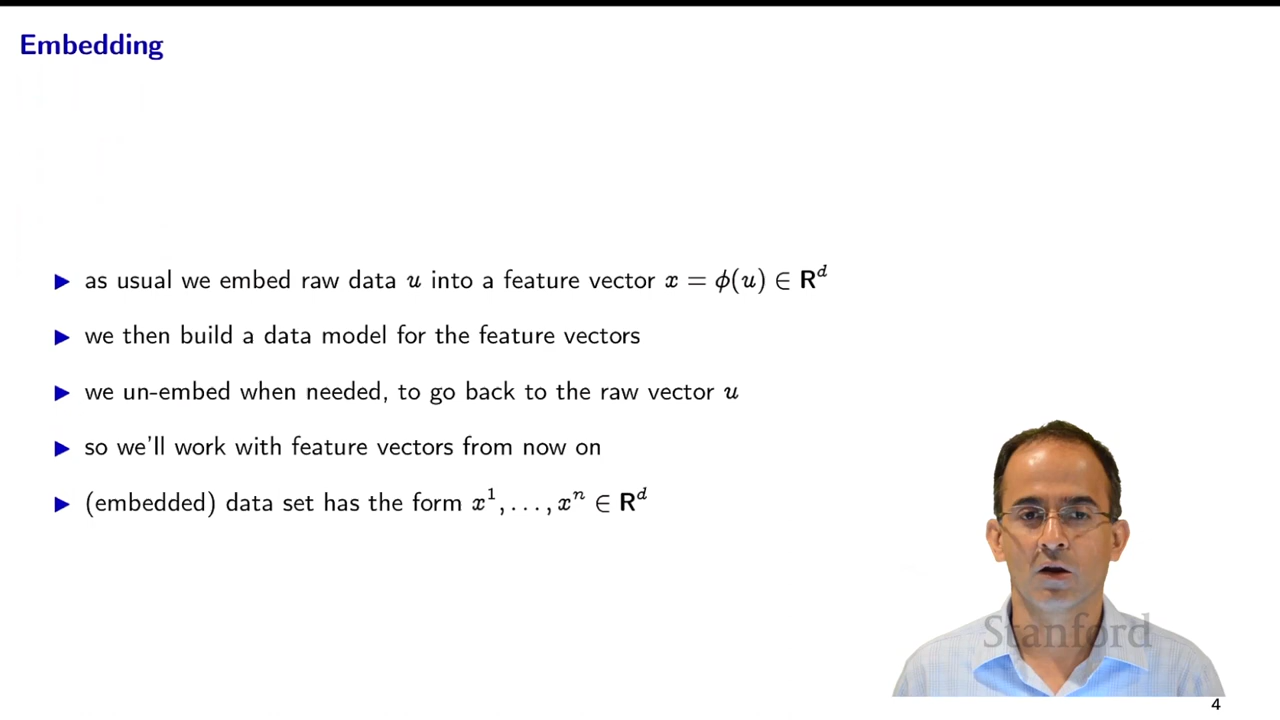 Embedding
▶ as usual we embed raw data u into a feature vector x = ϕ(u) ∈ R^d
▶ we then build a data model for the feature vectors
▶ we un-embed when needed, to go back to the raw vector u
▶ so we'll work with feature vectors from now on
▶ (embedded) data set has the form x^1, . . . , x^n ∈ R^d
Stanford
4